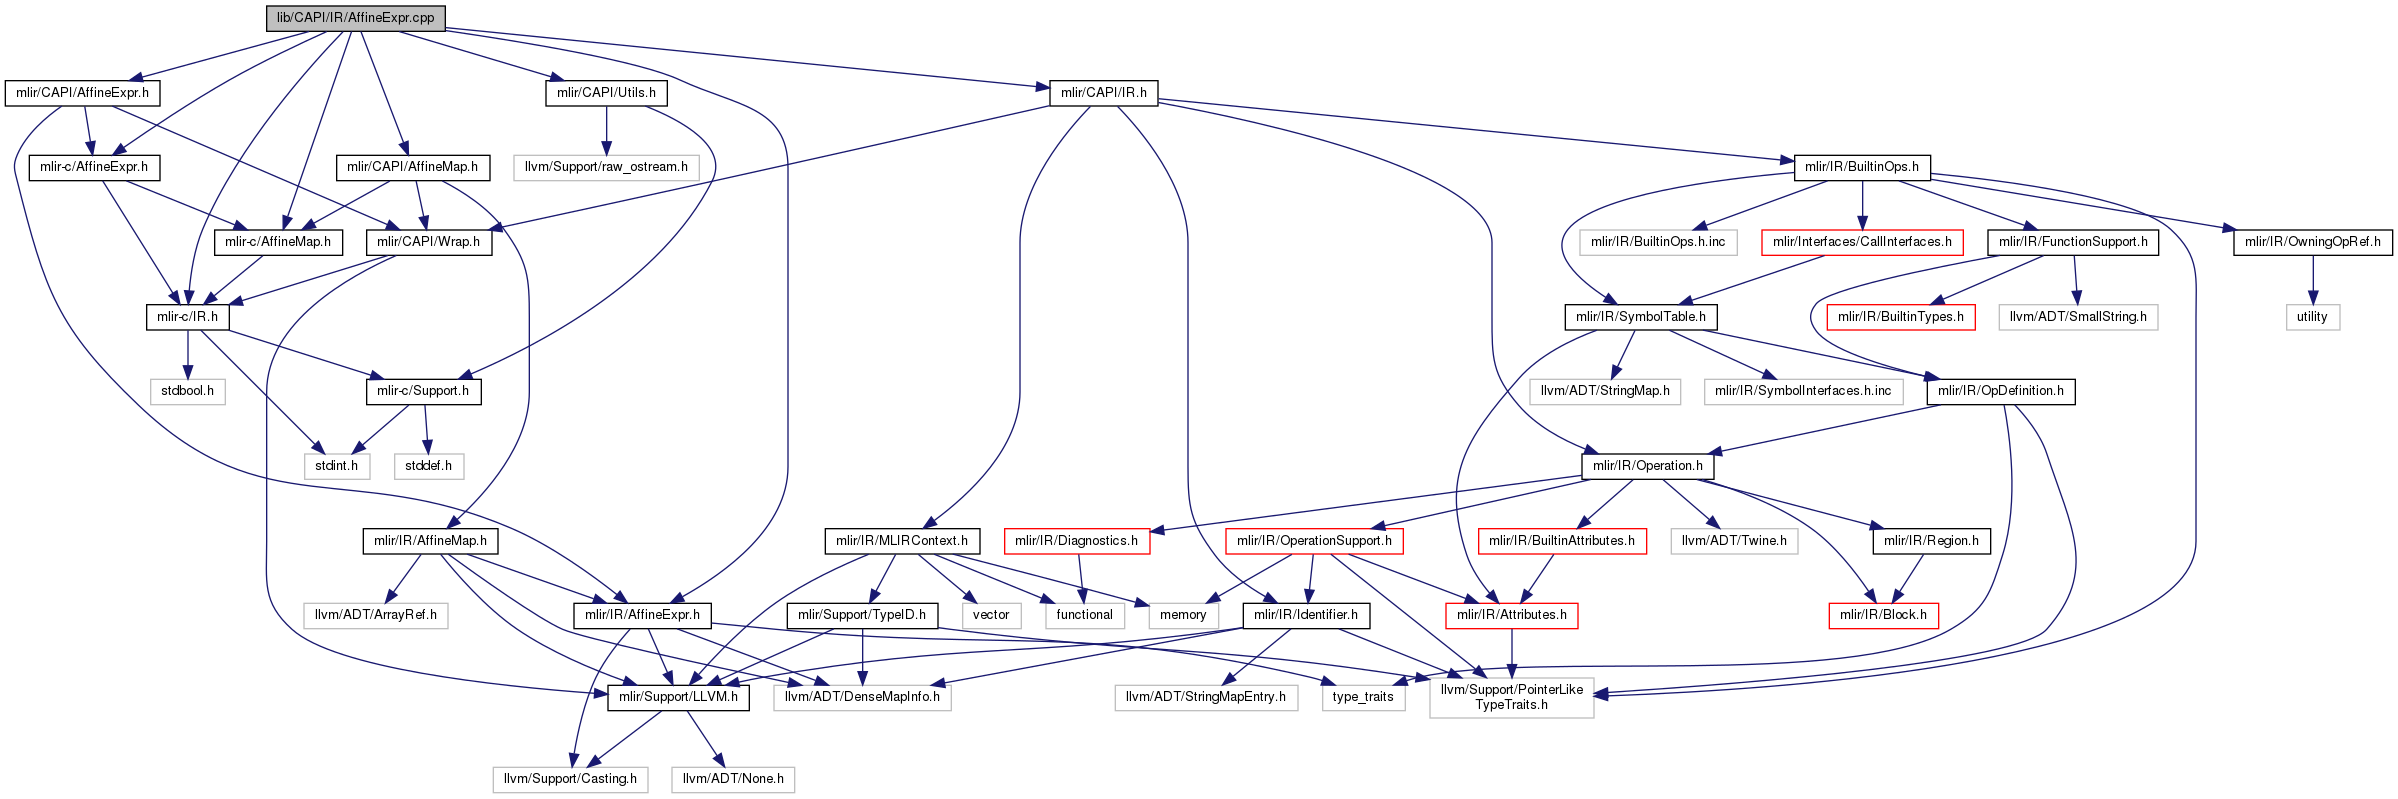 lib/CAPI/IR/AffineExpr.cpp
mlir/CAPI/AffineExpr.h
mlir/CAPI/Utils.h
mlir/CAPI/IR.h
mlir-c/AffineExpr.h
mlir/CAPI/AffineMap.h
llvm/Support/raw_ostream.h
mlir/IR/BuiltinOps.h
mlir-c/AffineMap.h
mlir/CAPI/Wrap.h
mlir/IR/BuiltinOps.h.inc
mlir/Interfaces/CallInterfaces.h
mlir/IR/FunctionSupport.h
mlir/IR/OwningOpRef.h
mlir-c/IR.h
mlir/IR/SymbolTable.h
mlir/IR/BuiltinTypes.h
llvm/ADT/SmallString.h
utility
stdbool.h
mlir-c/Support.h
llvm/ADT/StringMap.h
mlir/IR/SymbolInterfaces.h.inc
mlir/IR/OpDefinition.h
stdint.h
stddef.h
mlir/IR/Operation.h
mlir/IR/AffineMap.h
mlir/IR/MLIRContext.h
mlir/IR/Diagnostics.h
mlir/IR/OperationSupport.h
mlir/IR/BuiltinAttributes.h
llvm/ADT/Twine.h
mlir/IR/Region.h
llvm/ADT/ArrayRef.h
mlir/IR/AffineExpr.h
mlir/Support/TypeID.h
vector
functional
memory
mlir/IR/Identifier.h
mlir/IR/Attributes.h
mlir/IR/Block.h
mlir/Support/LLVM.h
llvm/ADT/DenseMapInfo.h
llvm/ADT/StringMapEntry.h
type_traits
llvm/Support/PointerLike
TypeTraits.h
llvm/Support/Casting.h
llvm/ADT/None.h